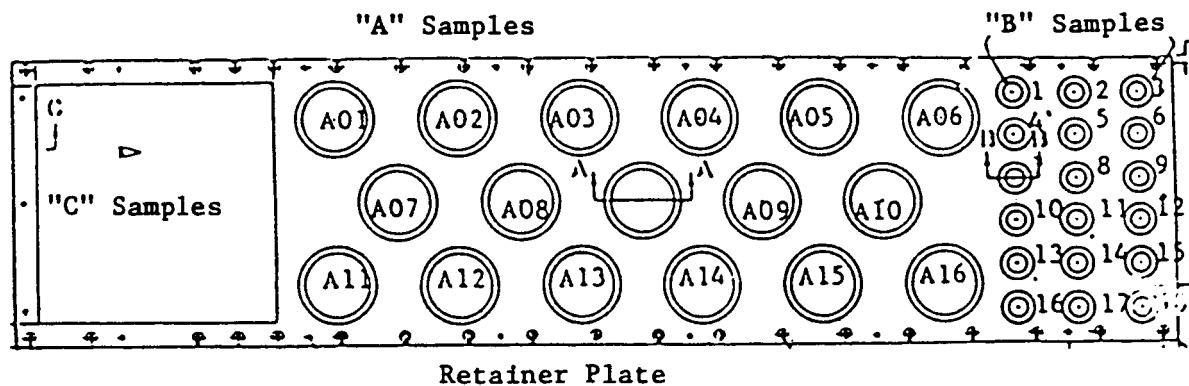 "A" Samples
"B" Samples
A01 A02 A03 A04 A05 A06 1 2 3
C
4 5 6
B B
A A
8 9
"C" Samples
A07 A08 A09 A10
10 11 12
13 14 15
A11 A12 A13 A14 A15 A16
16 17
Retainer Plate